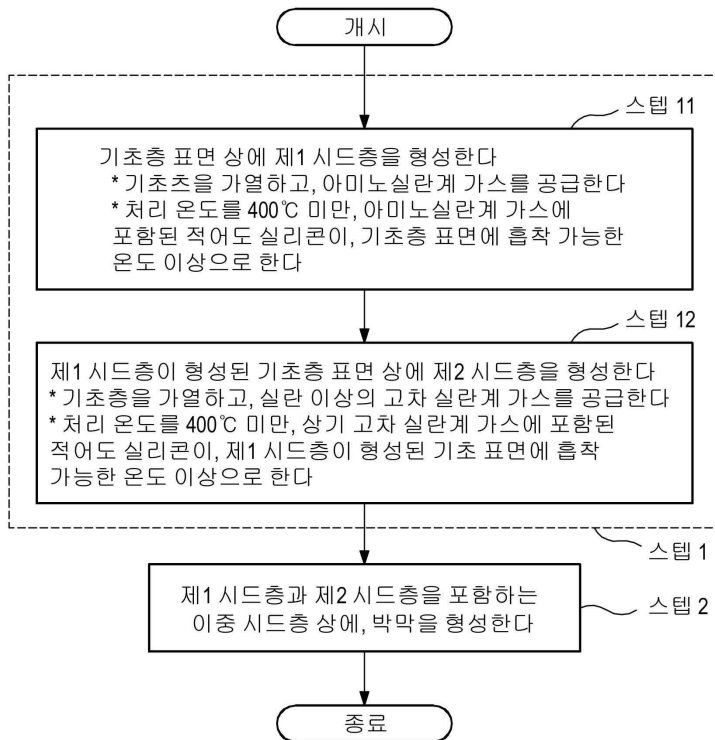 개시
스텝 11
기초층 표면 상에 제1 시드층을 형성한다
* 기초츠을 가열하고, 아미노실란계 가스를 공급한다
* 처리 온도를 400℃ 미만, 아미노실란계 가스에
포함된 적어도 실리콘이, 기초층 표면에 흡착 가능한
온도 이상으로 한다
스텝 12
제1 시드층이 형성된 기초층 표면 상에 제2 시드층을 형성한다
* 기초층을 가열하고, 실란 이상의 고차 실란계 가스를 공급한다
* 처리 온도를 400℃ 미만, 상기 고차 실란계 가스에 포함된
적어도 실리콘이, 제1 시드층이 형성된 기초 표면에 흡착
가능한 온도 이상으로 한다
스텝 1
제1 시드층과 제2 시드층을 포함하는
이중 시드층 상에, 박막을 형성한다
스텝 2
종료